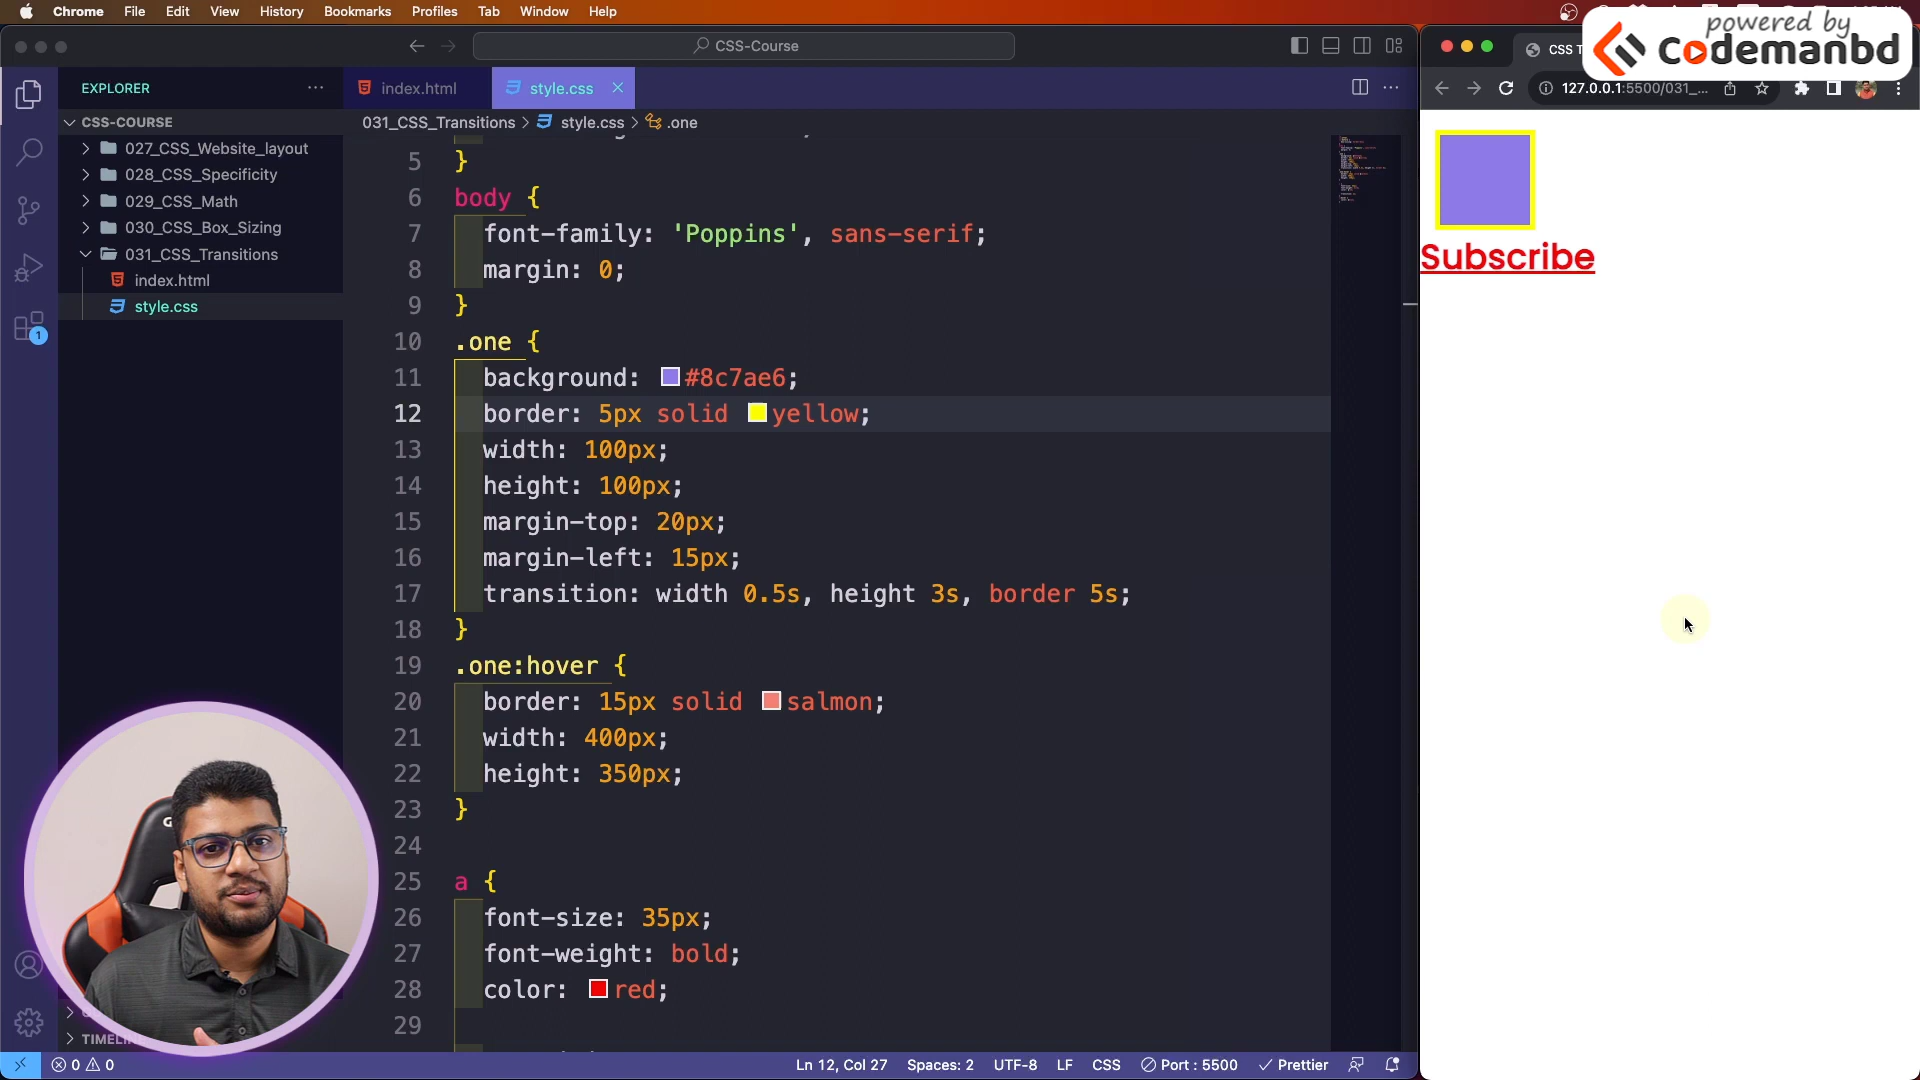 Chrome File Edit View History Bookmarks Profiles Tab Window Help
powered by
Codemanbd
CSS-Course
CSS T
EXPLORER
index.html
style.css
127.0.0.1:5500/031_...
CSS-COURSE
031_CSS_Transitions > style.css > .one
027_CSS_Website_layout
028_CSS_Specificity
029_CSS_Math
030_CSS_Box_Sizing
031_CSS_Transitions
index.html
style.css
1
5 }
6 body {
7 font-family: 'Poppins', sans-serif;
8 margin: 0;
9 }
10 .one {
11 background: #8c7ae6;
12 border: 5px solid yellow;
13 width: 100px;
14 height: 100px;
15 margin-top: 20px;
16 margin-left: 15px;
17 transition: width 0.5s, height 3s, border 5s;
18 }
19 .one:hover {
20 border: 15px solid salmon;
21 width: 400px;
22 height: 350px;
23 }
24
25 a {
26 font-size: 35px;
27 font-weight: bold;
28 color: red;
29
Subscribe
0 0
Ln 12, Col 27 Spaces: 2 UTF-8 LF CSS Port : 5500 Prettier